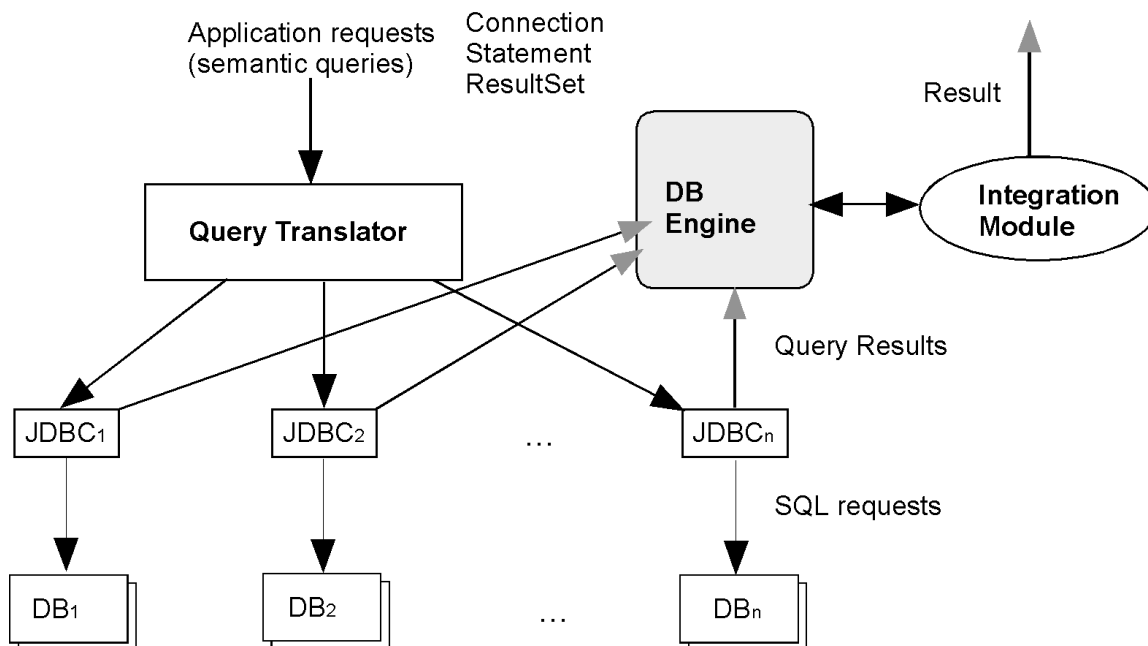 Application requests
(semantic queries)
Connection
Statement
ResultSet
Result
Query Translator
DB
Engine
Integration
Module
Query Results
JDBC₁
JDBC₂
...
JDBCₙ
SQL requests
DB₁
DB₂
...
DBₙ